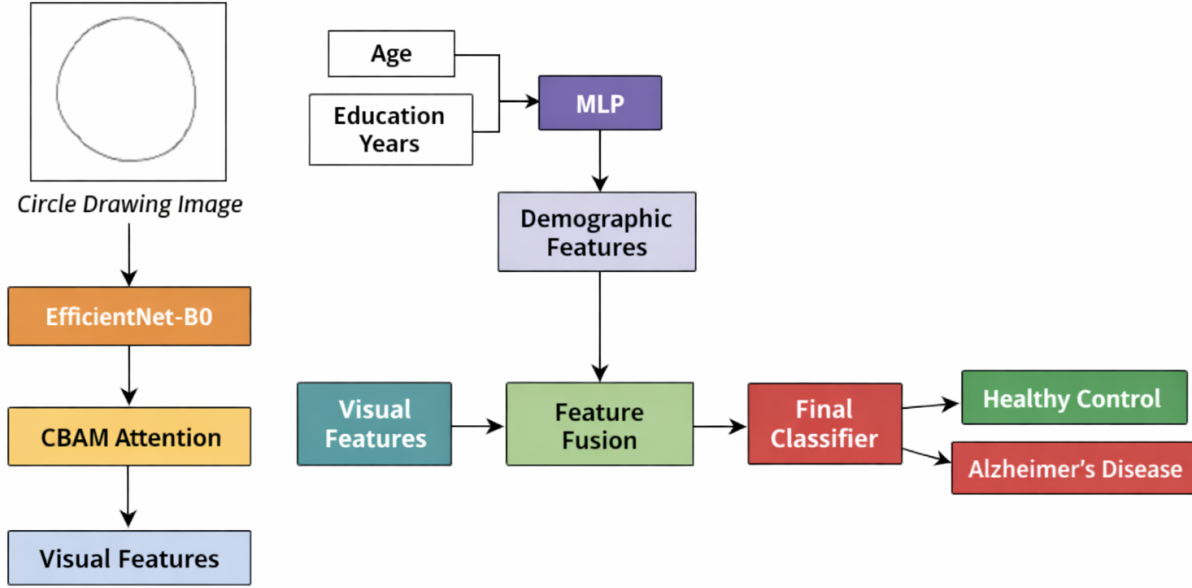 Circle Drawing Image
EfficientNet-B0
CBAM Attention
Visual Features
Age
Education
Years
MLP
Demographic
Features
Visual
Features
Feature
Fusion
Final
Classifier
Healthy Control
Alzheimer's Disease